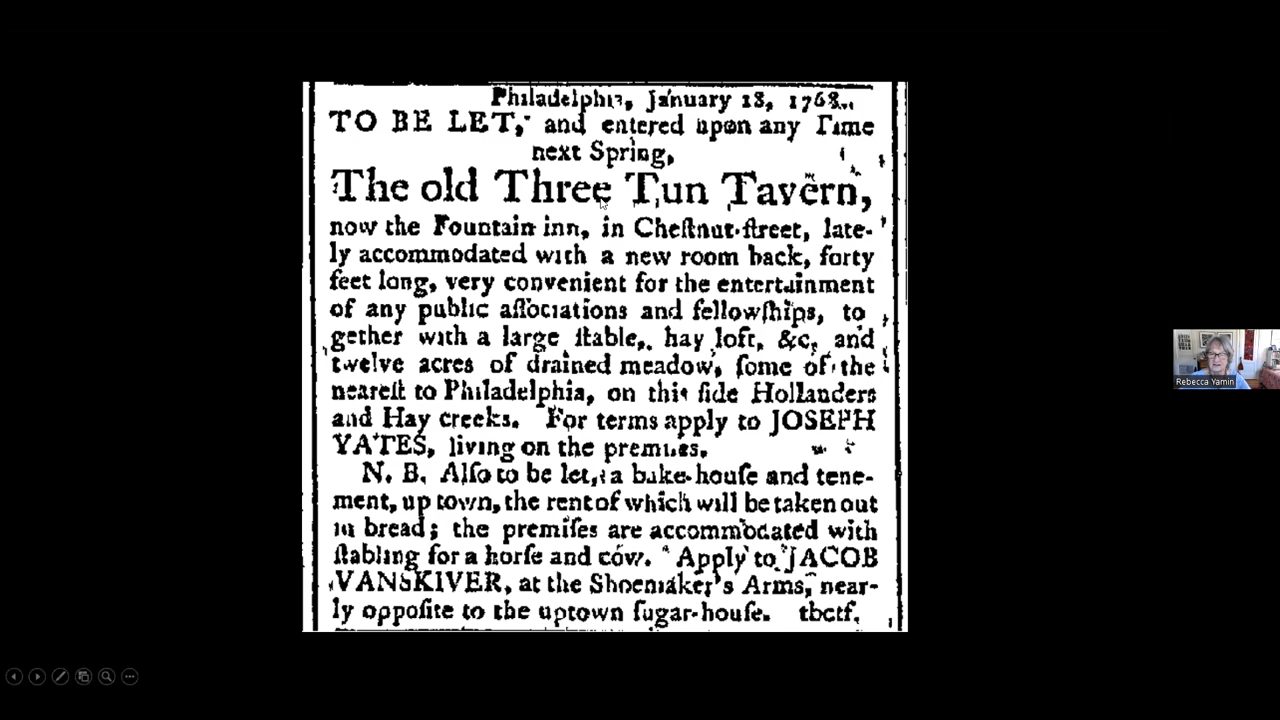 Philadelphia, January 18, 1768.
TO BE LET, and entered upon any Time
next Spring,
The old Three Tun Tavern,
now the Fountain inn, in Cheſtnut-ſtreet, late-
ly accommodated with a new room back, forty
feet long, very convenient for the entertainment
of any public aſſociations and fellowſhips, to
gether with a large ſtable, hay loft, &c. and
twelve acres of drained meadow, ſome of the
neareſt to Philadelphia, on this ſide Hollanders
and Hay creeks. For terms apply to JOSEPH
YATES, living on the premiſes.
N. B. Alſo to be let, a bake-houſe and tene-
ment, up town, the rent of which will be taken out
in bread; the premiſes are accommodated with
ſtabling for a horſe and cow. Apply to JACOB
VANSKIVER, at the Shoemaker's Arms, near-
ly oppoſite to the uptown ſugar-houſe. tbctf.
Rebecca Yamin